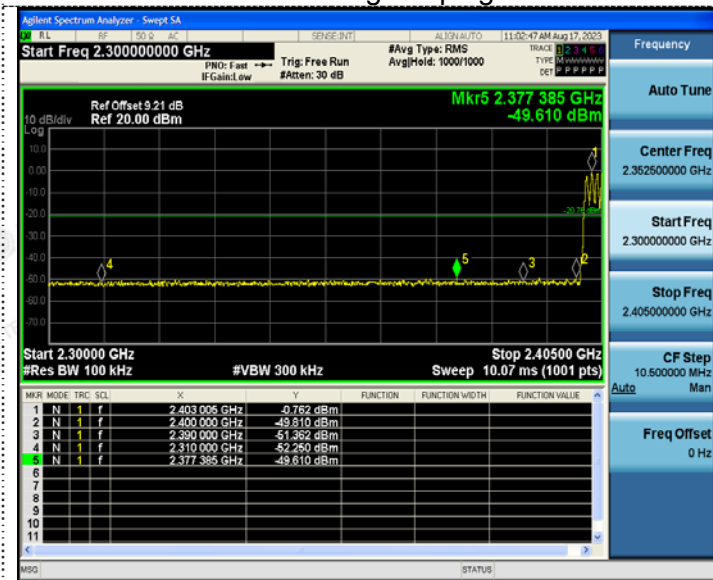 Agilent Spectrum Analyzer - Swept SA
RL RF 50 Ω AC SENSE:INT ALIGN AUTO 11:02:47 AM Aug 17, 2023
Start Freq 2.300000000 GHz #Avg Type: RMS TRACE 1 2 3 4 5 6
PNO: Fast Trig: Free Run Avg|Hold: 1000/1000 TYPE M
IFGain:Low #Atten: 30 dB DET P P P P P P
Ref Offset 9.21 dB Mkr5 2.377 385 GHz
10 dB/div Ref 20.00 dBm -49.610 dBm
Log
10.0
0.00
-10.0
-20.0
-30.0
-40.0
-50.0
-60.0
-70.0
1
4
5
3
2
Start 2.30000 GHz Stop 2.40500 GHz
#Res BW 100 kHz #VBW 300 kHz Sweep 10.07 ms (1001 pts)
MKR MODE TRC SCL X Y FUNCTION FUNCTION WIDTH FUNCTION VALUE
1 N 1 f 2.403 005 GHz -0.762 dBm
2 N 1 f 2.400 000 GHz -49.810 dBm
3 N 1 f 2.390 000 GHz -51.362 dBm
4 N 1 f 2.310 000 GHz -52.250 dBm
5 N 1 f 2.377 385 GHz -49.610 dBm
6
7
8
9
10
11
MSG STATUS
Frequency
Auto Tune
Center Freq
2.352500000 GHz
Start Freq
2.300000000 GHz
Stop Freq
2.405000000 GHz
CF Step
10.500000 MHz
Auto Man
Freq Offset
0 Hz